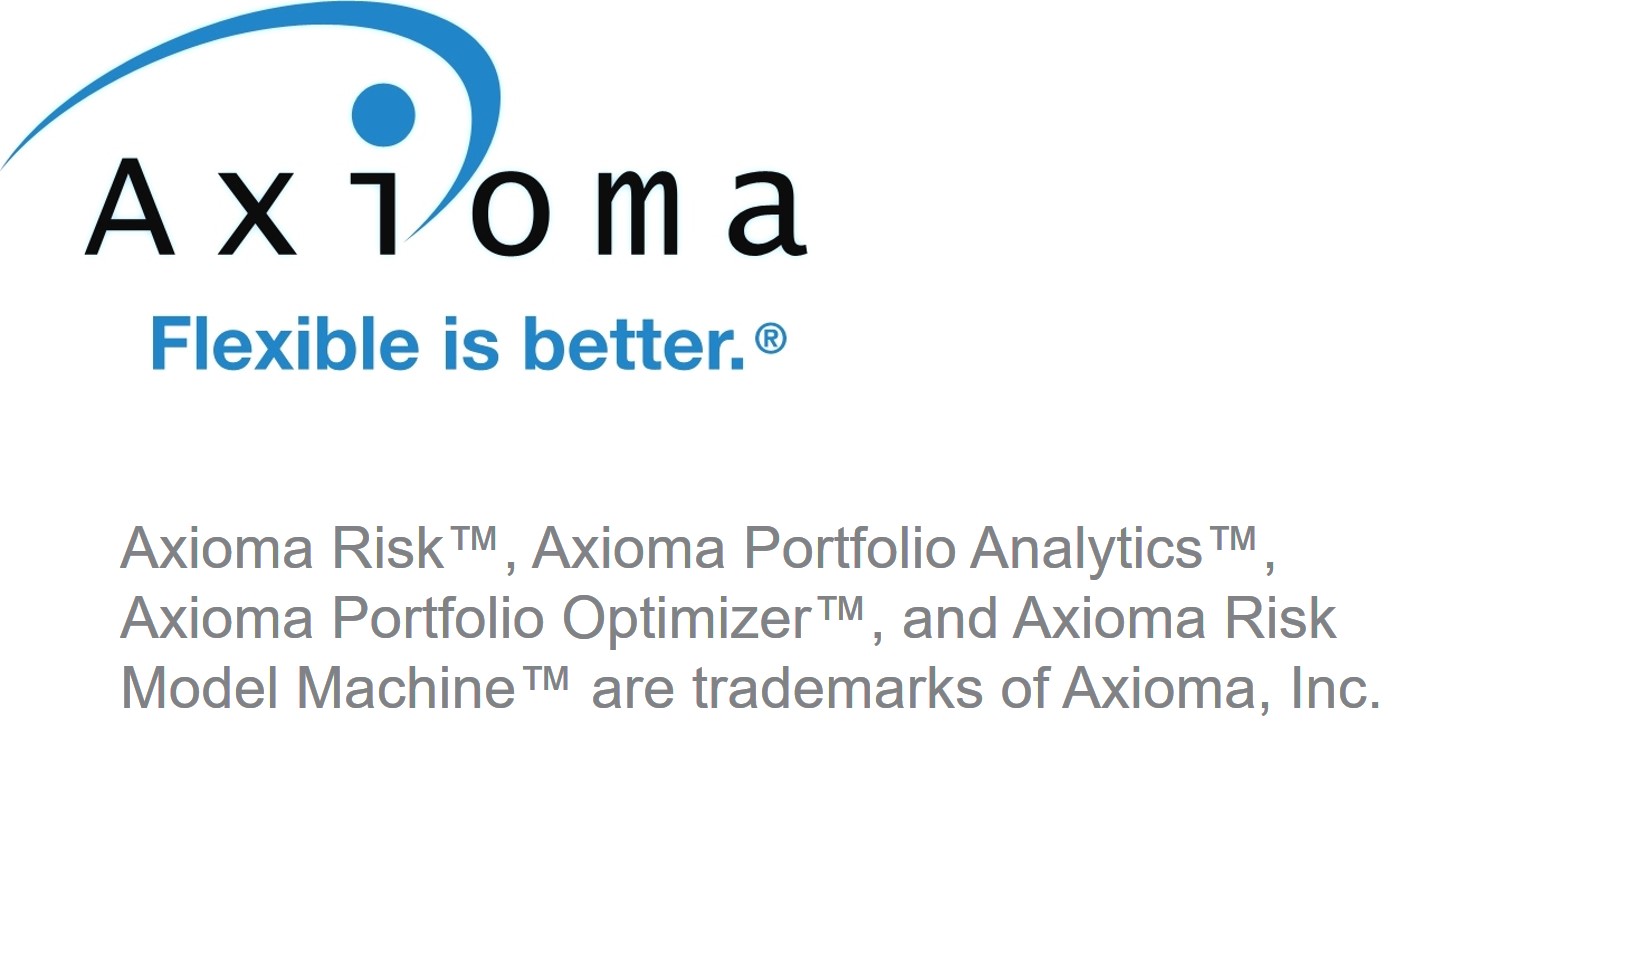 Axioma
Flexible is better.®
Axioma Risk™, Axioma Portfolio Analytics™,
Axioma Portfolio Optimizer™, and Axioma Risk
Model Machine™ are trademarks of Axioma, Inc.